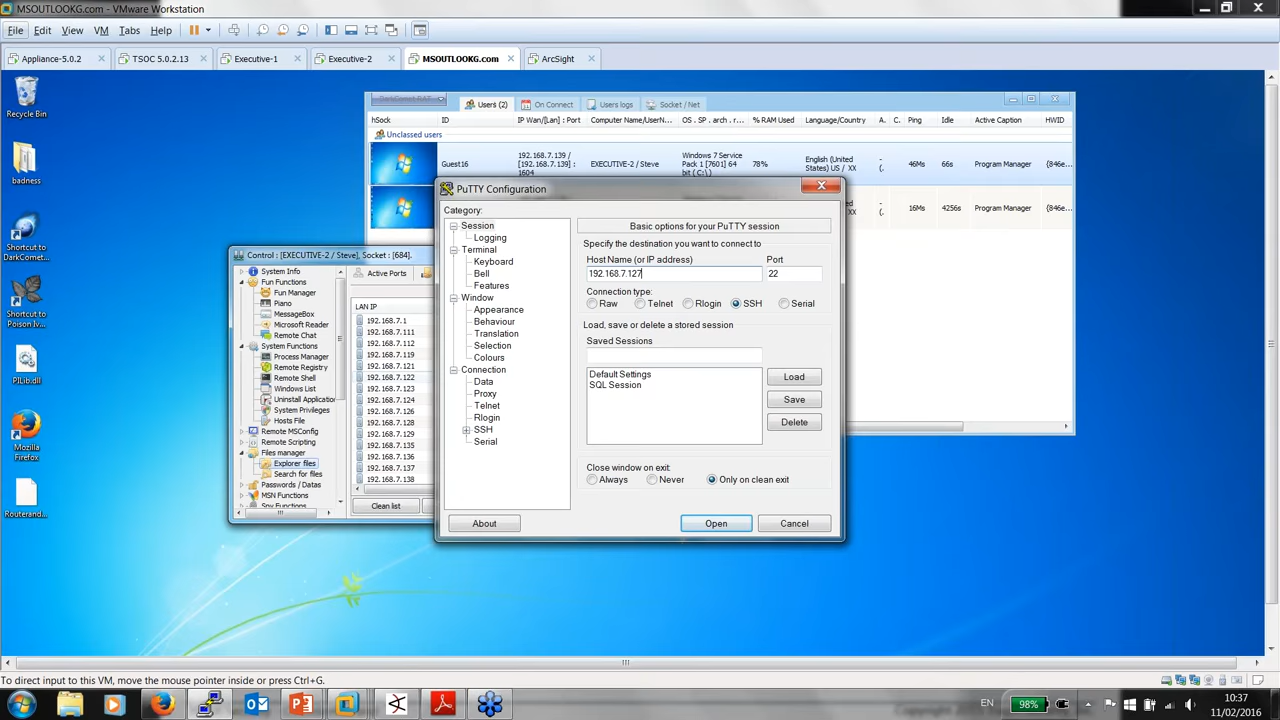 MSOUTLOOKG.com - VMware Workstation
File Edit View VM Tabs Help
Appliance-5.0.2 TSOC 5.0.2.13 Executive-1 Executive-2 MSOUTLOOKG.com ArcSight
Recycle Bin
badness
Shortcut to
DarkComet...
Shortcut to
Poison Iv...
PILib.dll
Mozilla
Firefox
Routerand...
Users (2) On Connect Users logs Socket / Net
hSock ID IP Wan/[Lan] : Port Computer Name/UserN... OS . SP . arch . r... % RAM Used Language/Country A. C. Ping Idle Active Caption HWID
Unclassed users
Guest16 192.168.7.139 / [192.168.7.139] : 1604 EXECUTIVE-2 / Steve Windows 7 Service Pack 1 [7601] 64 bit ( C:\ ) 78% English (United States) US / XX - (. 46Ms 66s Program Manager {846e...
- (. 16Ms 4256s Program Manager {846e...
Control : [EXECUTIVE-2 / Steve], Socket : [684].
System Info
Fun Functions
Fun Manager
Piano
MessageBox
Microsoft Reader
Remote Chat
System Functions
Process Manager
Remote Registry
Remote Shell
Windows List
Uninstall Application
System Privileges
Hosts File
Remote MSConfig
Remote Scripting
Files manager
Explorer files
Search for files
Passwords / Datas
MSN Functions
Active Ports
LAN IP
192.168.7.1
192.168.7.111
192.168.7.112
192.168.7.119
192.168.7.121
192.168.7.122
192.168.7.123
192.168.7.124
192.168.7.126
192.168.7.128
192.168.7.129
192.168.7.135
192.168.7.136
192.168.7.137
192.168.7.138
Clean list
PuTTY Configuration
Category:
Session
Logging
Terminal
Keyboard
Bell
Features
Window
Appearance
Behaviour
Translation
Selection
Colours
Connection
Data
Proxy
Telnet
Rlogin
SSH
Serial
Basic options for your PuTTY session
Specify the destination you want to connect to
Host Name (or IP address) Port
192.168.7.127 22
Connection type:
Raw Telnet Rlogin SSH Serial
Load, save or delete a stored session
Saved Sessions
Default Settings
SQL Session
Load
Save
Delete
Close window on exit:
Always Never Only on clean exit
About Open Cancel
To direct input to this VM, move the mouse pointer inside or press Ctrl+G.
EN 98% 10:37
11/02/2016